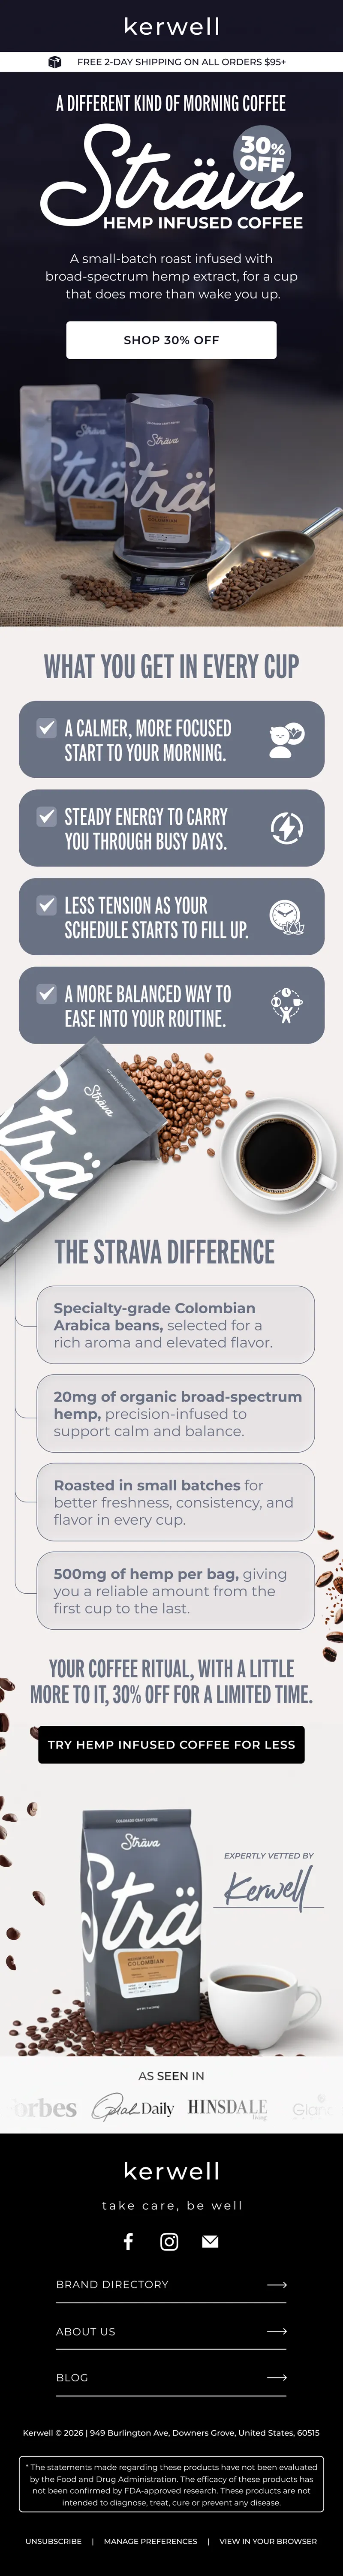 kerwell
FREE 2-DAY SHIPPING ON ALL ORDERS $95+
A DIFFERENT KIND OF MORNING COFFEE
30%
OFF
Sträva
HEMP INFUSED COFFEE
A small-batch roast infused with
broad-spectrum hemp extract, for a cup
that does more than wake you up.
SHOP 30% OFF
Sträva
COLOMBIAN
WHAT YOU GET IN EVERY CUP
A CALMER, MORE FOCUSED
START TO YOUR MORNING.
STEADY ENERGY TO CARRY
YOU THROUGH BUSY DAYS.
LESS TENSION AS YOUR
SCHEDULE STARTS TO FILL UP.
A MORE BALANCED WAY TO
EASE INTO YOUR ROUTINE.
Sträva
COLOMBIAN
THE STRAVA DIFFERENCE
Specialty-grade Colombian
Arabica beans, selected for a
rich aroma and elevated flavor.
20mg of organic broad-spectrum
hemp, precision-infused to
support calm and balance.
Roasted in small batches for
better freshness, consistency, and
flavor in every cup.
500mg of hemp per bag, giving
you a reliable amount from the
first cup to the last.
YOUR COFFEE RITUAL, WITH A LITTLE
MORE TO IT, 30% OFF FOR A LIMITED TIME.
TRY HEMP INFUSED COFFEE FOR LESS
Sträva
Strä
COLOMBIAN
EXPERTLY VETTED BY
Kerwell
AS SEEN IN
orbes
Daily
HINSDALE
living
Glam
kerwell
take care, be well
BRAND DIRECTORY
ABOUT US
BLOG
Kerwell © 2026 | 949 Burlington Ave, Downers Grove, United States, 60515
* The statements made regarding these products have not been evaluated
by the Food and Drug Administration. The efficacy of these products has
not been confirmed by FDA-approved research. These products are not
intended to diagnose, treat, cure or prevent any disease.
UNSUBSCRIBE | MANAGE PREFERENCES | VIEW IN YOUR BROWSER